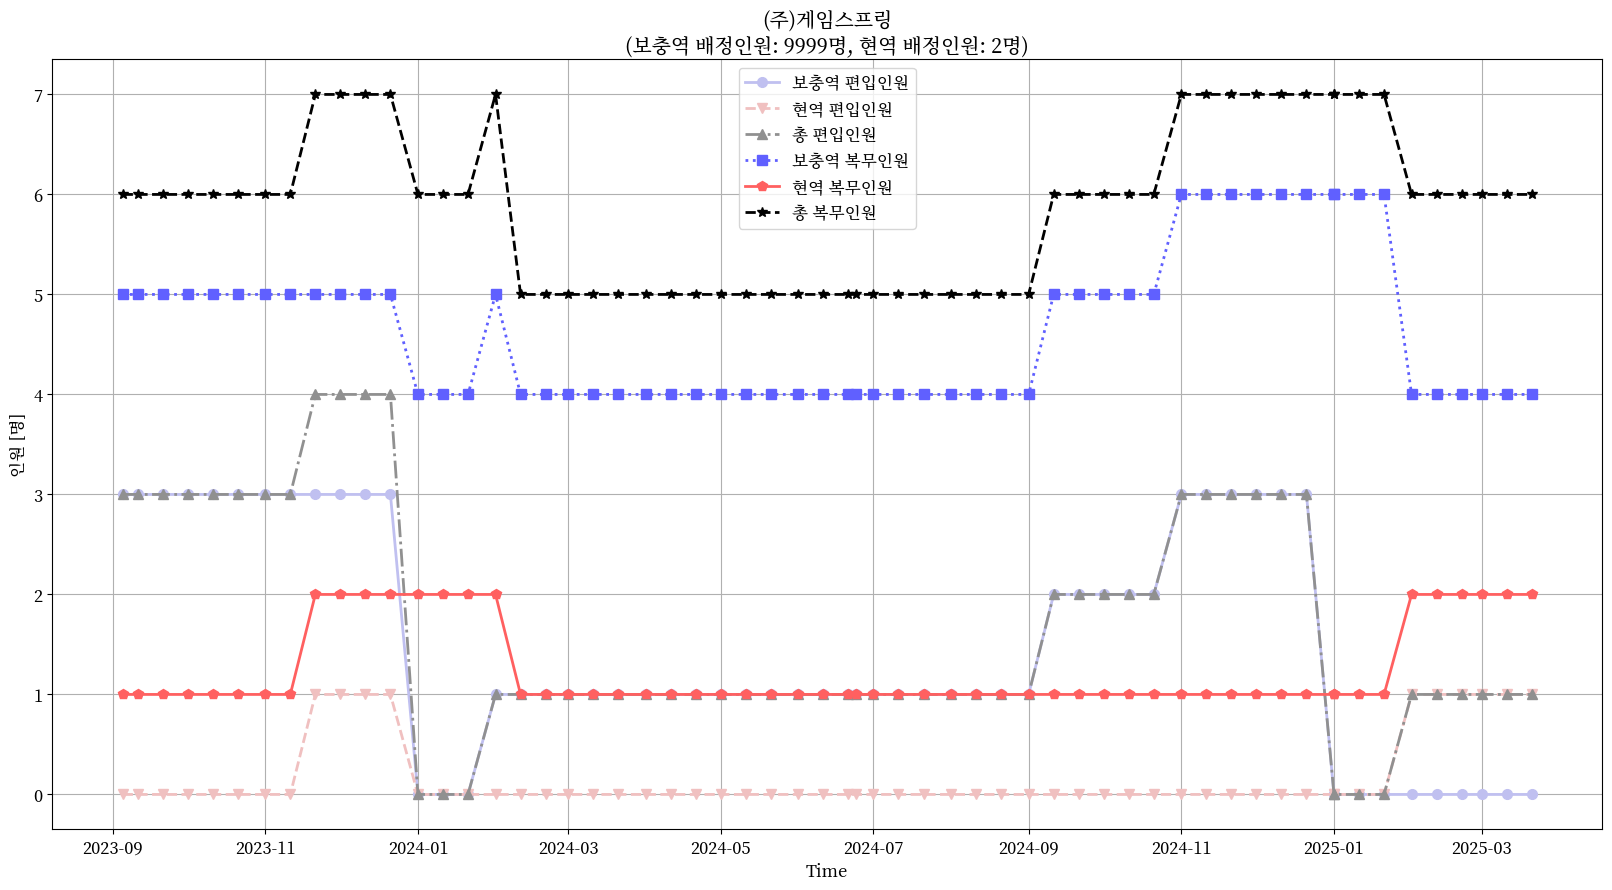 (주)게임스프링
(보충역 배정인원: 9999명, 현역 배정인원: 2명)
보충역 편입인원
현역 편입인원
총 편입인원
보충역 복무인원
현역 복무인원
총 복무인원
7
6
5
4
3
2
1
0
인원 [명]
2023-09
2023-11
2024-01
2024-03
2024-05
2024-07
2024-09
2024-11
2025-01
2025-03
Time